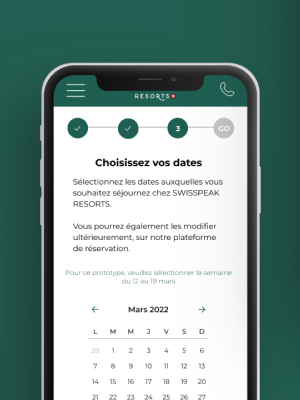 RESORTS
3
GO
Choisissez vos dates
Sélectionnez les dates auxquelles vous
souhaitez séjournez chez SWISSPEAK
RESORTS.
Vous pourrez également les modifier
ultérieurement, sur notre plateforme
de réservation.
Pour ce prototype, veuillez sélectionner la semaine
du 12 au 19 mars
Mars 2022
L M M J V S D
28 1 2 3 4 5 6
7 8 9 10 11 12 13
14 15 16 17 18 19 20
21 22 23 24 25 26 27